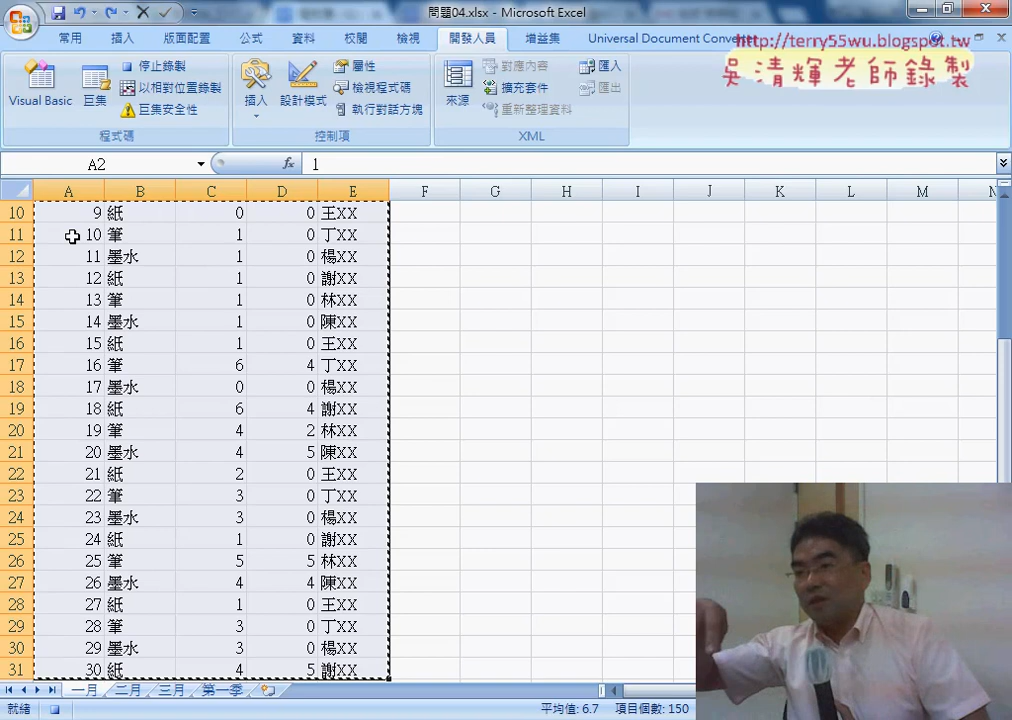 問題04.xlsx - Microsoft Excel
常用 插入 版面配置 公式 資料 校閱 檢視 開發人員 增益集 Universal Document Conve
http://terry55wu.blogspot.tw
吳清輝老師錄製
Visual Basic 巨集 停止錄製 以相對位置錄製 巨集安全性 程式碼
插入 設計模式 屬性 檢視程式碼 執行對話方塊 控制項
來源 對應內容 擴充套件 重新整理資料 匯入 匯出 XML
A2 fx 1
A B C D E F G H I J K L M N
10 9 紙 0 0 王XX
11 10 筆 1 0 丁XX
12 11 墨水 1 0 楊XX
13 12 紙 1 0 謝XX
14 13 筆 1 0 林XX
15 14 墨水 1 0 陳XX
16 15 紙 1 0 王XX
17 16 筆 6 4 丁XX
18 17 墨水 0 0 楊XX
19 18 紙 6 4 謝XX
20 19 筆 4 2 林XX
21 20 墨水 4 5 陳XX
22 21 紙 2 0 王XX
23 22 筆 3 0 丁XX
24 23 墨水 3 0 楊XX
25 24 紙 1 0 謝XX
26 25 筆 5 5 林XX
27 26 墨水 4 4 陳XX
28 27 紙 1 0 王XX
29 28 筆 3 0 丁XX
30 29 墨水 3 0 楊XX
31 30 紙 4 5 謝XX
一月 二月 三月 第一季
就緒 平均值: 6.7 項目個數: 150